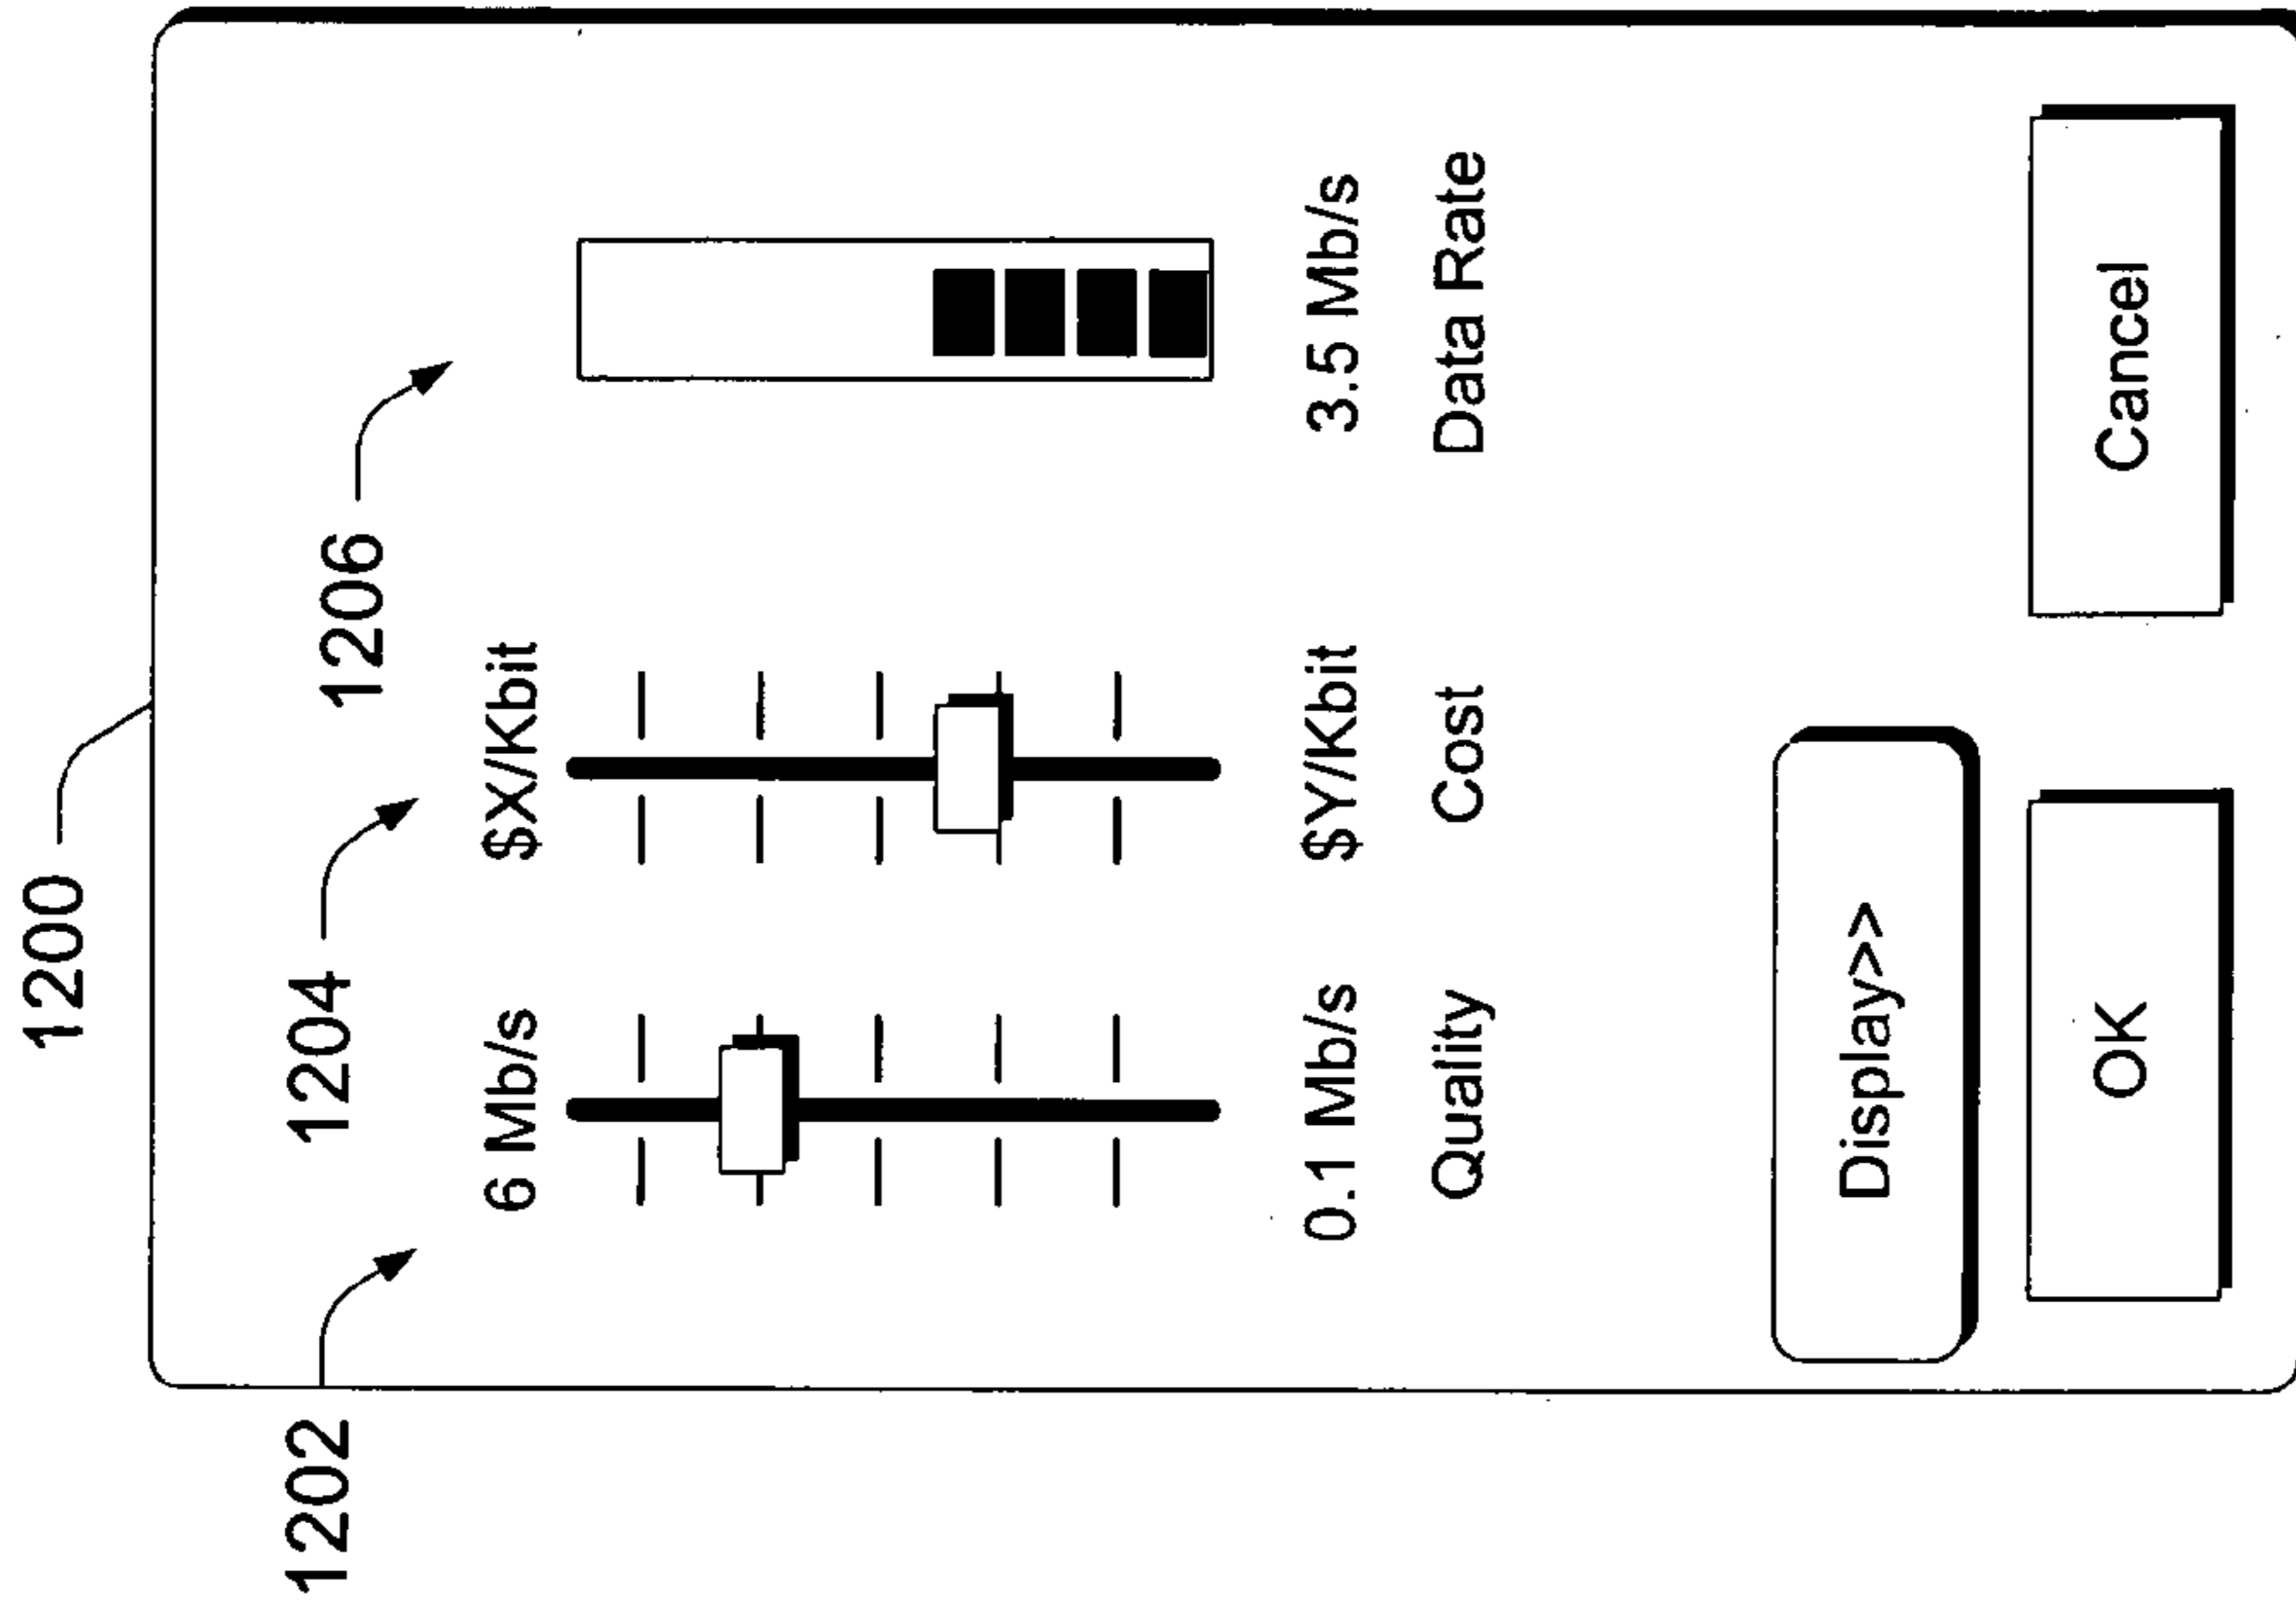 1200
1202
1204
1206
6 Mb/s
$X/Kbit
0.1 Mb/s
$Y/Kbit
3.5 Mb/s
Quality
Cost
Data Rate
Display>>
OK
Cancel